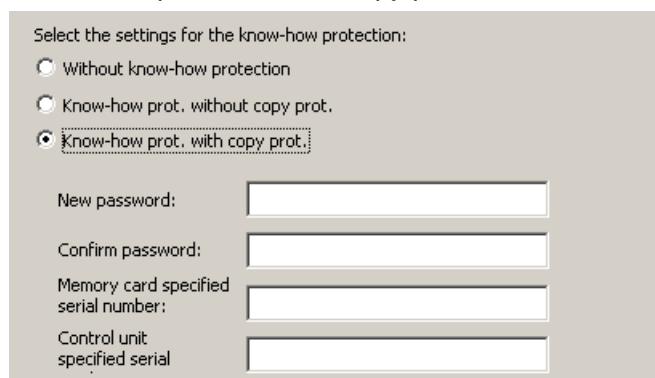 Select the settings for the know-how protection:
Without know-how protection
Know-how prot. without copy prot.
Know-how prot. with copy prot.
New password:
Confirm password:
Memory card specified
serial number:
Control unit
specified serial